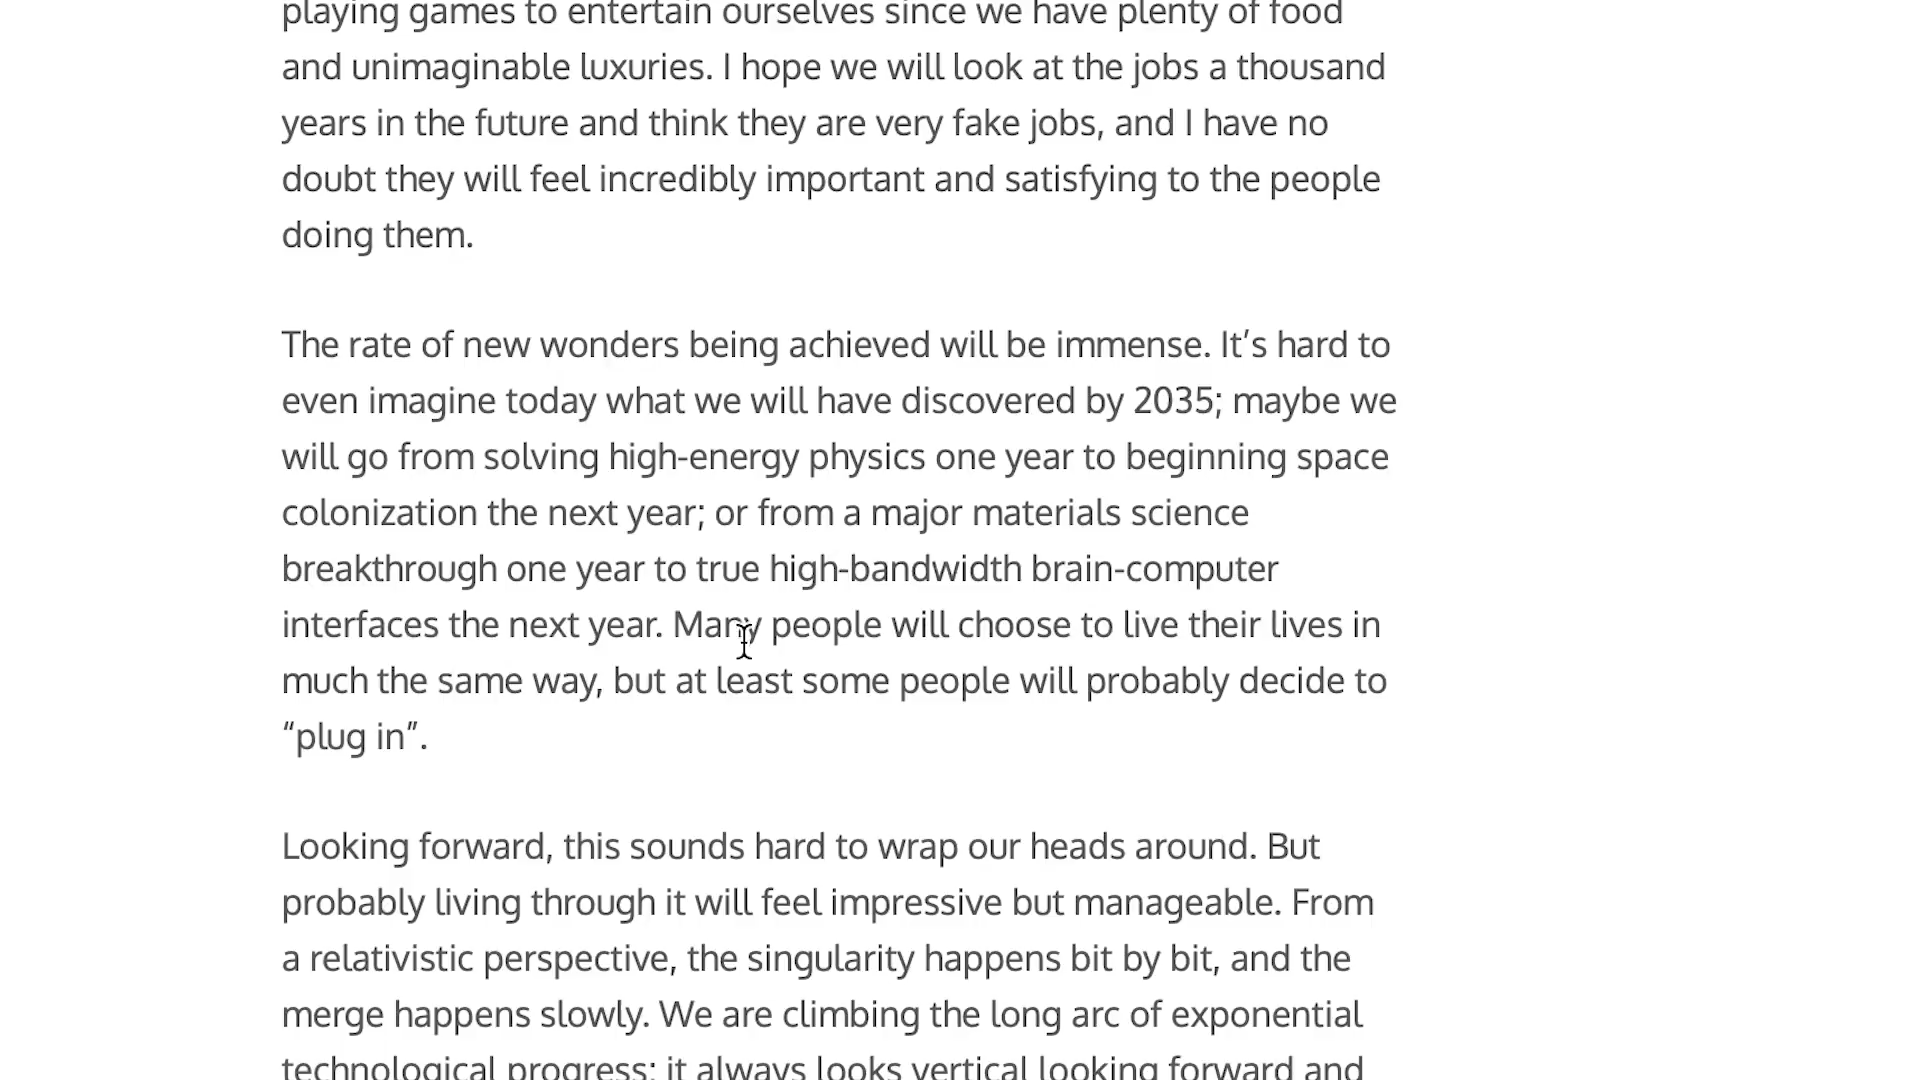 playing games to entertain ourselves since we have plenty of food
and unimaginable luxuries. I hope we will look at the jobs a thousand
years in the future and think they are very fake jobs, and I have no
doubt they will feel incredibly important and satisfying to the people
doing them.
The rate of new wonders being achieved will be immense. It’s hard to
even imagine today what we will have discovered by 2035; maybe we
will go from solving high-energy physics one year to beginning space
colonization the next year; or from a major materials science
breakthrough one year to true high-bandwidth brain-computer
interfaces the next year. Many people will choose to live their lives in
much the same way, but at least some people will probably decide to
“plug in”.
Looking forward, this sounds hard to wrap our heads around. But
probably living through it will feel impressive but manageable. From
a relativistic perspective, the singularity happens bit by bit, and the
merge happens slowly. We are climbing the long arc of exponential
technological progress; it always looks vertical looking forward and